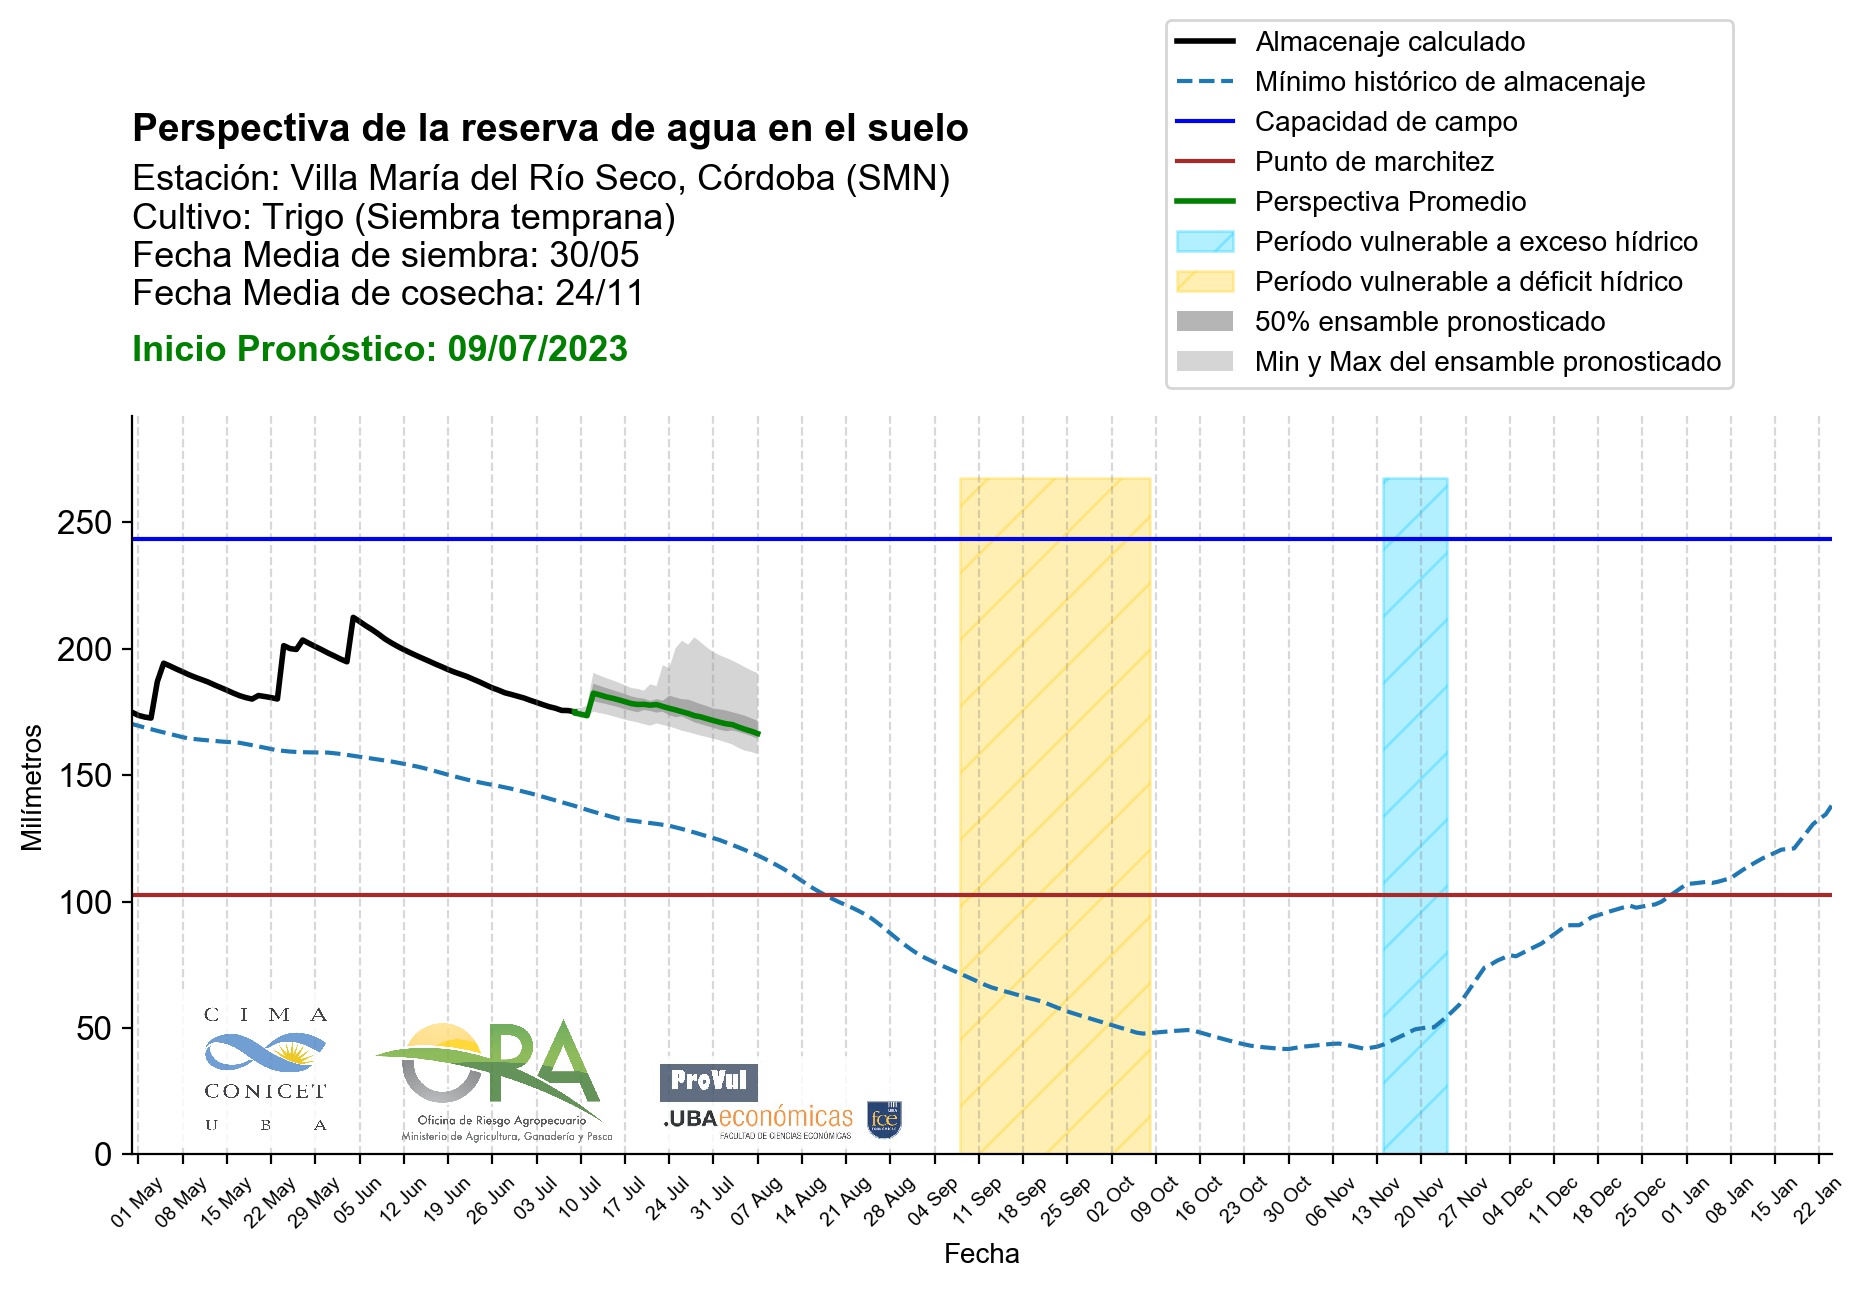 Almacenaje calculado
Mínimo histórico de almacenaje
Capacidad de campo
Punto de marchitez
Perspectiva Promedio
Período vulnerable a exceso hídrico
Período vulnerable a déficit hídrico
50% ensamble pronosticado
Min y Max del ensamble pronosticado
Perspectiva de la reserva de agua en el suelo
Estación: Villa María del Río Seco, Córdoba (SMN)
Cultivo: Trigo (Siembra temprana)
Fecha Media de siembra: 30/05
Fecha Media de cosecha: 24/11
Inicio Pronóstico: 09/07/2023
Milímetros
250
200
150
100
50
0
CIMA
CONICET
UBA
ORA
Oficina de Riesgo Agropecuario
Ministerio de Agricultura, Ganadería y Pesca
ProVul
.UBAeconómicas
FACULTAD DE CIENCIAS ECONÓMICAS
fce
01 May 08 May 15 May 22 May 29 May 05 Jun 12 Jun 19 Jun 26 Jun 03 Jul 10 Jul 17 Jul 24 Jul 31 Jul 07 Aug 14 Aug 21 Aug 28 Aug 04 Sep 11 Sep 18 Sep 25 Sep 02 Oct 09 Oct 16 Oct 23 Oct 30 Oct 06 Nov 13 Nov 20 Nov 27 Nov 04 Dec 11 Dec 18 Dec 25 Dec 01 Jan 08 Jan 15 Jan 22 Jan
Fecha